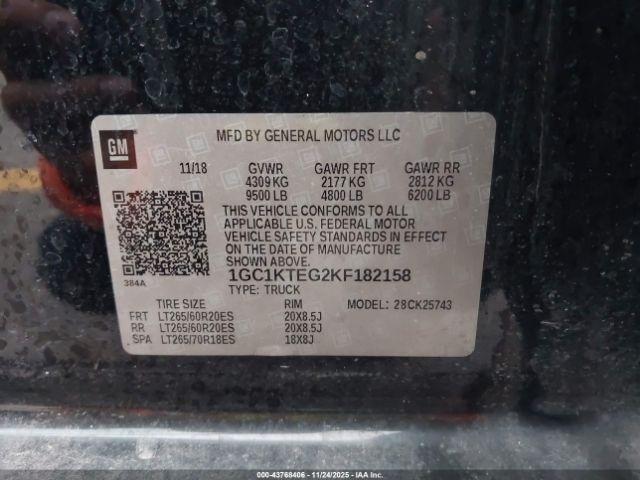 GM
MFD BY GENERAL MOTORS LLC
11/18 GVWR GAWR FRT GAWR RR
4309 KG 2177 KG 2812 KG
9500 LB 4800 LB 6200 LB
THIS VEHICLE CONFORMS TO ALL
APPLICABLE U.S. FEDERAL MOTOR
VEHICLE SAFETY STANDARDS IN EFFECT
ON THE DATE OF MANUFACTURE
SHOWN ABOVE.
384A
1GC1KTEG2KF182158
TYPE: TRUCK
TIRE SIZE RIM MODEL: 28CK25743
FRT LT265/60R20ES 20X8.5J
RR LT265/60R20ES 20X8.5J
SPA LT265/70R18ES 18X8J
000-43768406 - 11/24/2025 - IAAI.COM